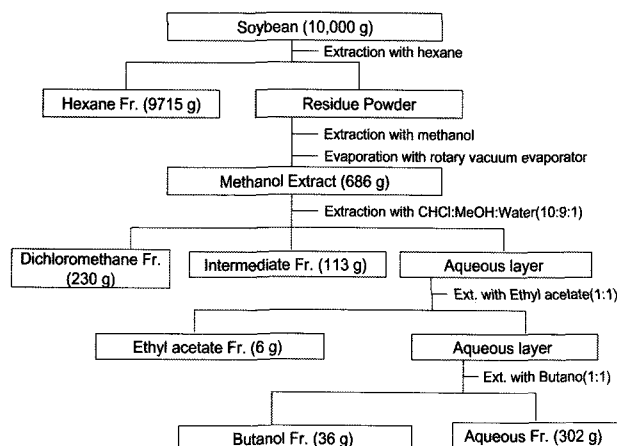 Soybean (10,000 g)
Extraction with hexane
Hexane Fr. (9715 g)
Residue Powder
Extraction with methanol
Evaporation with rotary vacuum evaporator
Methanol Extract (686 g)
Extraction with CHCl:MeOH:Water(10:9:1)
Dichloromethane Fr.
(230 g)
Intermediate Fr. (113 g)
Aqueous layer
Ext. with Ethyl acetate(1:1)
Ethyl acetate Fr. (6 g)
Aqueous layer
Ext. with Butano(1:1)
Butanol Fr. (36 g)
Aqueous Fr. (302 g)